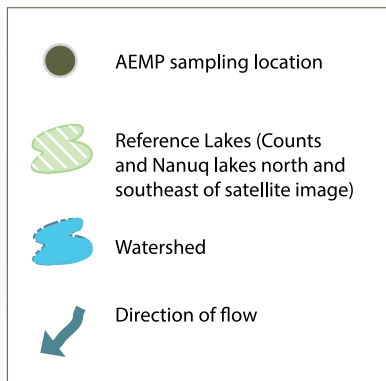 AEMP sampling location
Reference Lakes (Counts
and Nanuq lakes north and
southeast of satellite image)
Watershed
Direction of flow